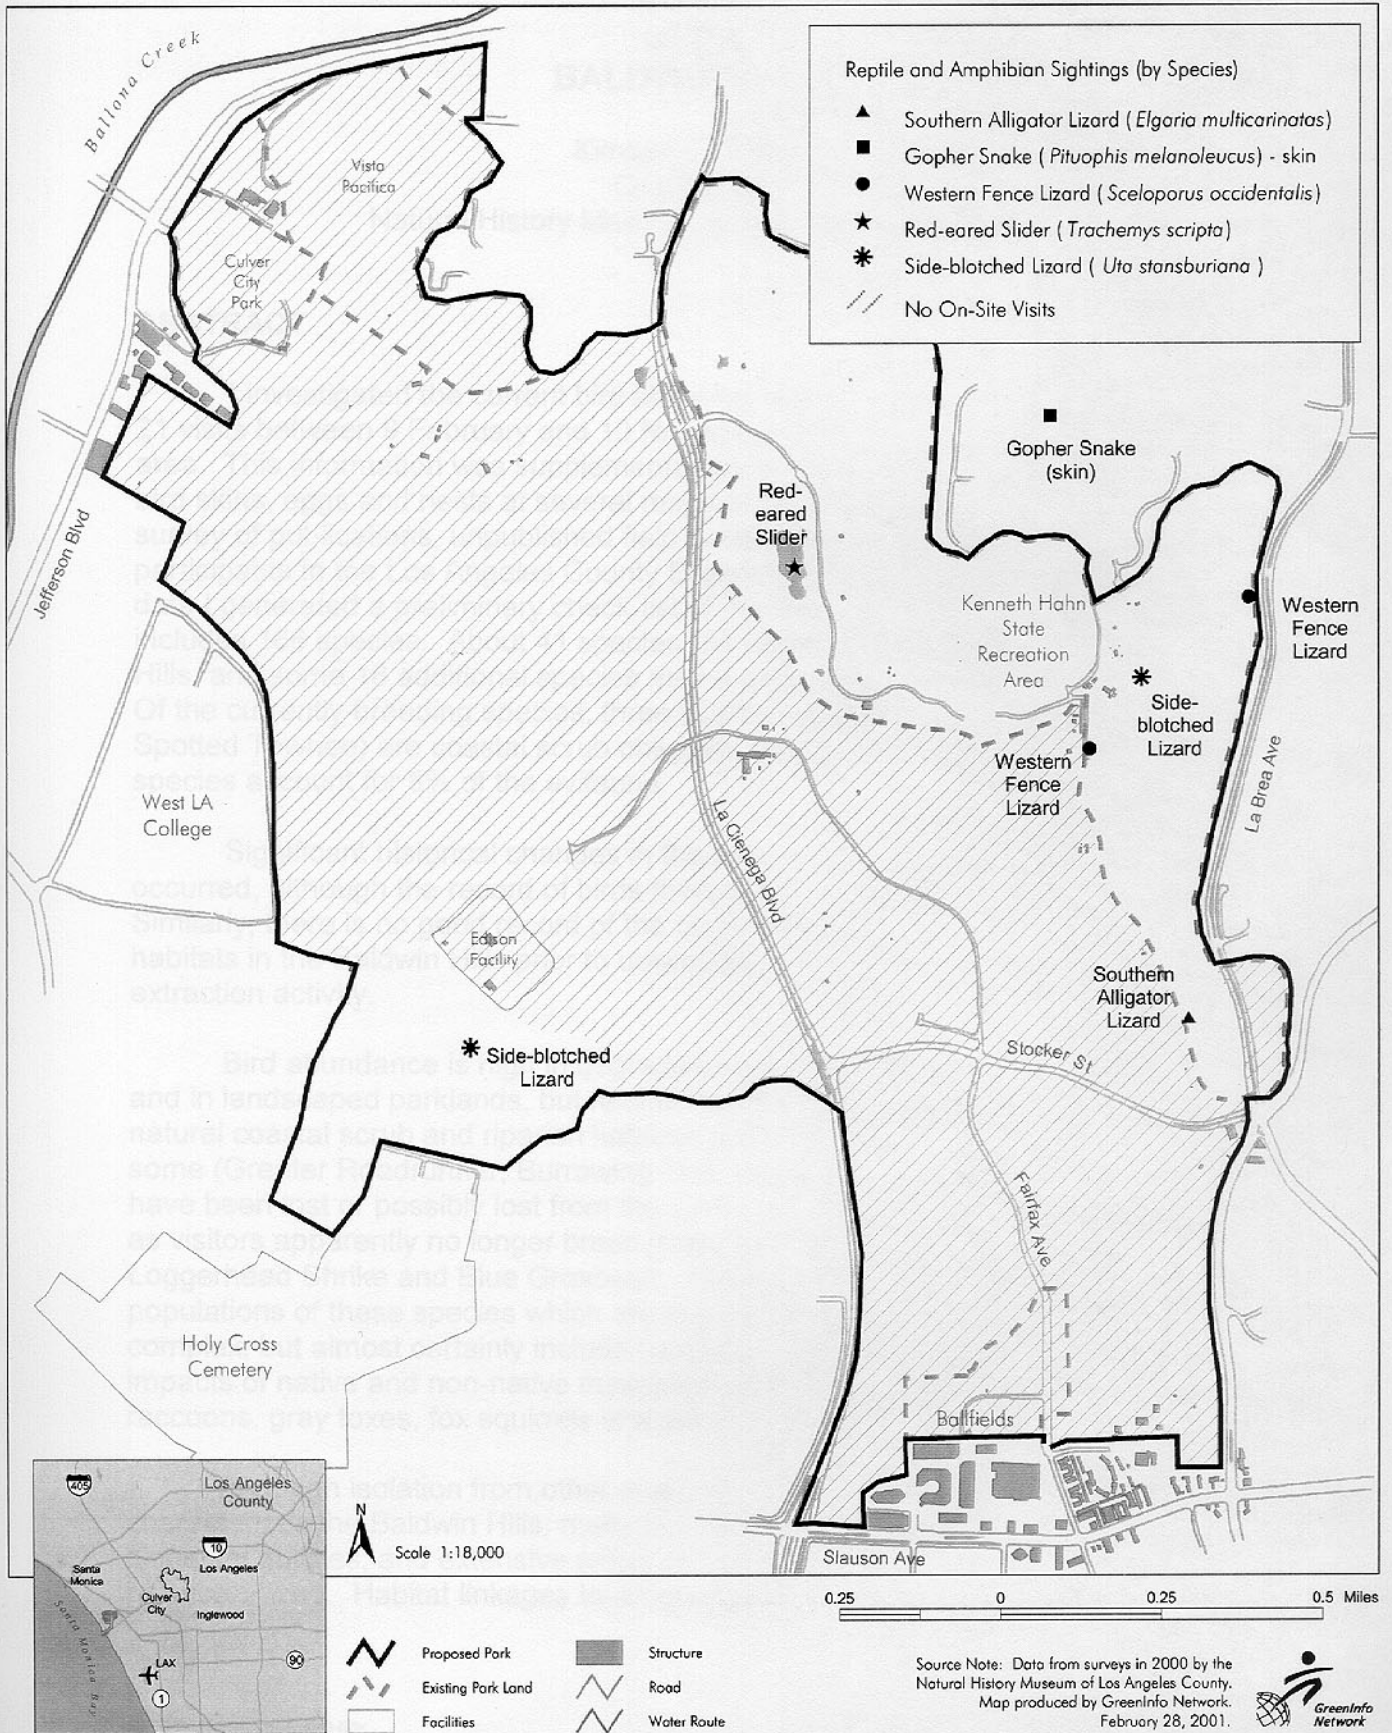 Ballona Creek
Reptile and Amphibian Sightings (by Species)
Southern Alligator Lizard ( Elgaria multicarinatas)
Gopher Snake ( Pituophis melanoleucus) - skin
Western Fence Lizard ( Sceloporus occidentalis)
Red-eared Slider ( Trachemys scripta)
Side-blotched Lizard ( Uta stansburiana )
No On-Site Visits
Vista
Pacifica
Culver
City
Park
Gopher Snake
(skin)
Red-
eared
Slider
Jefferson Blvd
Kenneth Hahn
State
Recreation
Area
Western
Fence
Lizard
Side-
blotched
Lizard
Western
Fence
Lizard
La Brea Ave
West LA
College
La Cienega Blvd
Edison
Facility
Southern
Alligator
Lizard
Side-blotched
Lizard
Stocker St
Fairfax Ave
Holy Cross
Cemetery
Ballfields
Slauson Ave
405
Los Angeles
County
10
Santa
Monica
Los Angeles
Culver
City
Inglewood
Santa Monica Bay
LAX
90
1
N
Scale 1:18,000
0.25 0 0.25 0.5 Miles
Proposed Park
Existing Park Land
Facilities
Structure
Road
Water Route
Source Note: Data from surveys in 2000 by the
Natural History Museum of Los Angeles County.
Map produced by GreenInfo Network.
February 28, 2001.
GreenInfo
Network